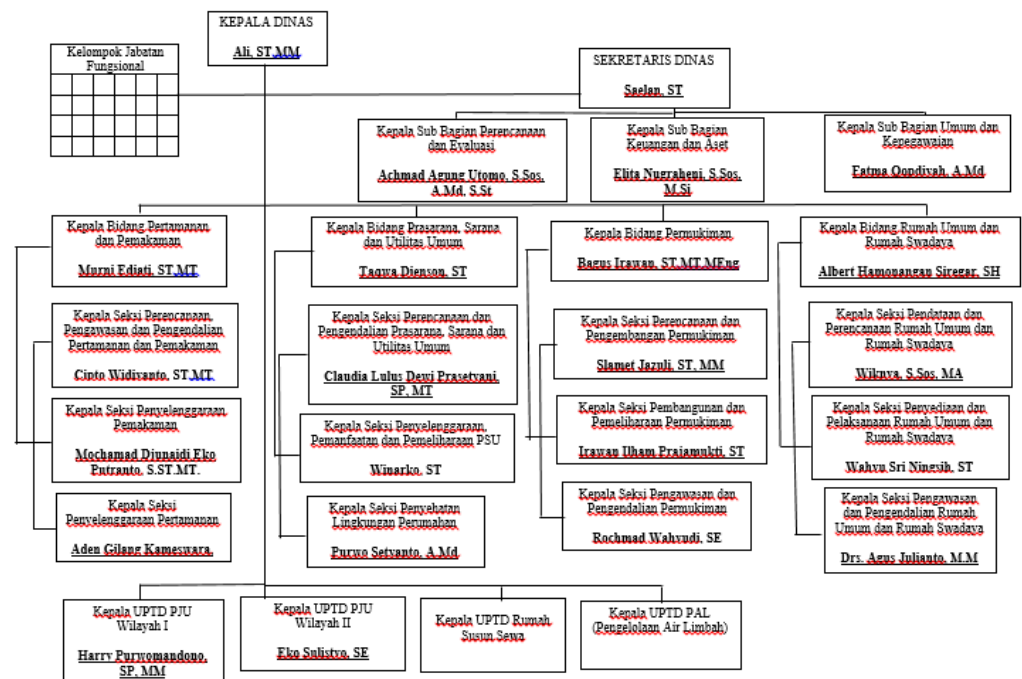 KEPALA DINAS
Ali, ST,MM
Kelompok Jabatan
Fungsional
SEKRETARIS DINAS
Saelan, ST
Kepala Sub Bagian Perencanaan
dan Evaluasi
Achmad Agung Utomo, S.Sos,
A.Md, S.St
Kepala Sub Bagian
Keuangan dan Aset
Elita Nugraheni, S.Sos,
M.Si
Kepala Sub Bagian Umum dan
Kepegawaian
Fatma Qopdiyah, A.Md
Kepala Bidang Pertamanan
dan Pemakaman
Murni Ediati, ST,MT
Kepala Bidang Prasarana, Sarana
dan Utilitas Umum
Taqwa Dienson, ST
Kepala Bidang Permukiman
Bagus Irawan, ST,MT,MEng
Kepala Bidang Rumah Umum dan
Rumah Swadaya
Albert Hamonangan Siregar, SH
Kepala Seksi Perencanaan,
Pengawasan dan Pengendalian
Pertamanan dan Pemakaman
Cipto Widiyanto, ST,MT
Kepala Seksi Perencanaan dan
Pengendalian Prasarana, Sarana dan
Utilitas Umum
Claudia Lulus Dewi Prasetyani,
SP, MT
Kepala Seksi Perencanaan dan
Pengembangan Permukiman
Slamet Jazuli, ST, MM
Kepala Seksi Pendataan dan
Perencanaan Rumah Umum dan
Rumah Swadaya
Wiknya, S.Sos, MA
Kepala Seksi Penyelenggaraan
Pemakaman
Mochamad Djunaidi Eko
Putranto, S.ST.MT.
Kepala Seksi Penyelenggaraan,
Pemanfaatan dan Pemeliharaan PSU
Winarko, ST
Kepala Seksi Pembangunan dan
Pemeliharaan Permukiman
Irawan Ilham Prajamukti, ST
Kepala Seksi Penyediaan dan
Pelaksanaan Rumah Umum dan
Rumah Swadaya
Wahyu Sri Ningsih, ST
Kepala Seksi
Penyelenggaraan Pertamanan
Aden Gilang Kameswara,
Kepala Seksi Penyehatan
Lingkungan Perumahan
Purwo Setyanto, A.Md
Kepala Seksi Pengawasan dan
Pengendalian Permukiman
Rochmad Wahyudi, SE
Kepala Seksi Pengawasan
dan Pengendalian Rumah
Umum dan Rumah Swadaya
Drs. Agus Julianto, M.M
Kepala UPTD PJU
Wilayah I
Harry Purwomandono,
SP, MM
Kepala UPTD PJU
Wilayah II
Eko Sulistyo, SE
Kepala UPTD Rumah
Susun Sewa
Kepala UPTD PAL
(Pengelolaan Air Limbah)